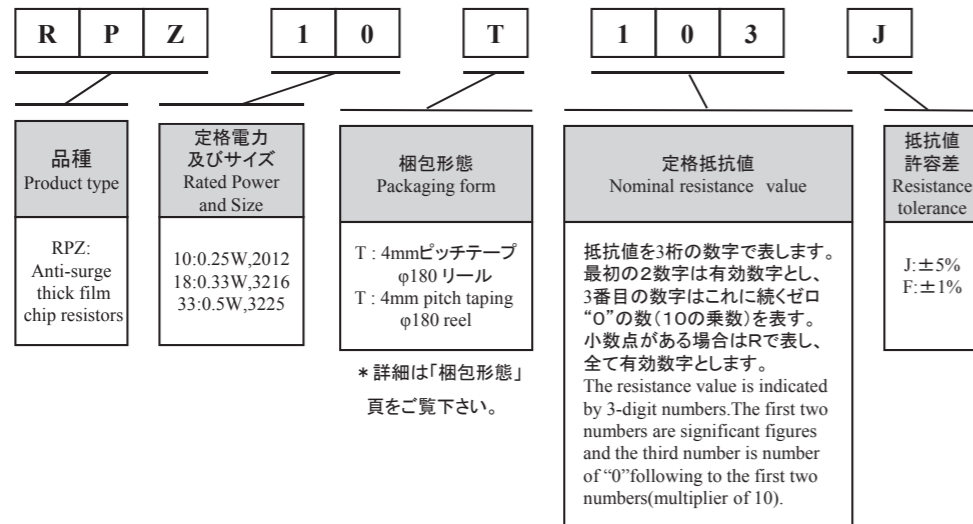 R P Z 1 0 T 1 0 3 J
品種
Product type
RPZ:
Anti-surge
thick film
chip resistors
定格電力
及びサイズ
Rated Power
and Size
10:0.25W,2012
18:0.33W,3216
33:0.5W,3225
梱包形態
Packaging form
T : 4mmピッチテープ
φ180 リール
T : 4mm pitch taping
φ180 reel
*詳細は「梱包形態」
頁をご覧下さい。
定格抵抗値
Nominal resistance value
抵抗値を3桁の数字で表します。
最初の2数字は有効数字とし、
3番目の数字はこれに続くゼロ
“0”の数(10の乗数)を表す。
小数点がある場合はRで表し、
全て有効数字とします。
The resistance value is indicated
by 3-digit numbers.The first two
numbers are significant figures
and the third number is number
of “0”following to the first two
numbers(multiplier of 10).
抵抗値
許容差
Resistance
tolerance
J:±5%
F:±1%